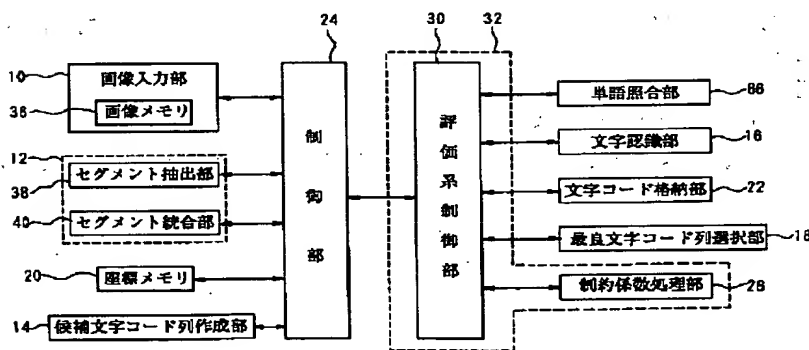 24
30
32
10
画像入力部
36
画像メモリ
12
38
セグメント抽出部
40
セグメント統合部
20
座標メモリ
14
候補文字コード列作成部
制御部
評価系制御部
単語照合部
66
文字認識部
16
文字コード格納部
22
最良文字コード列選択部
18
制約係数処理部